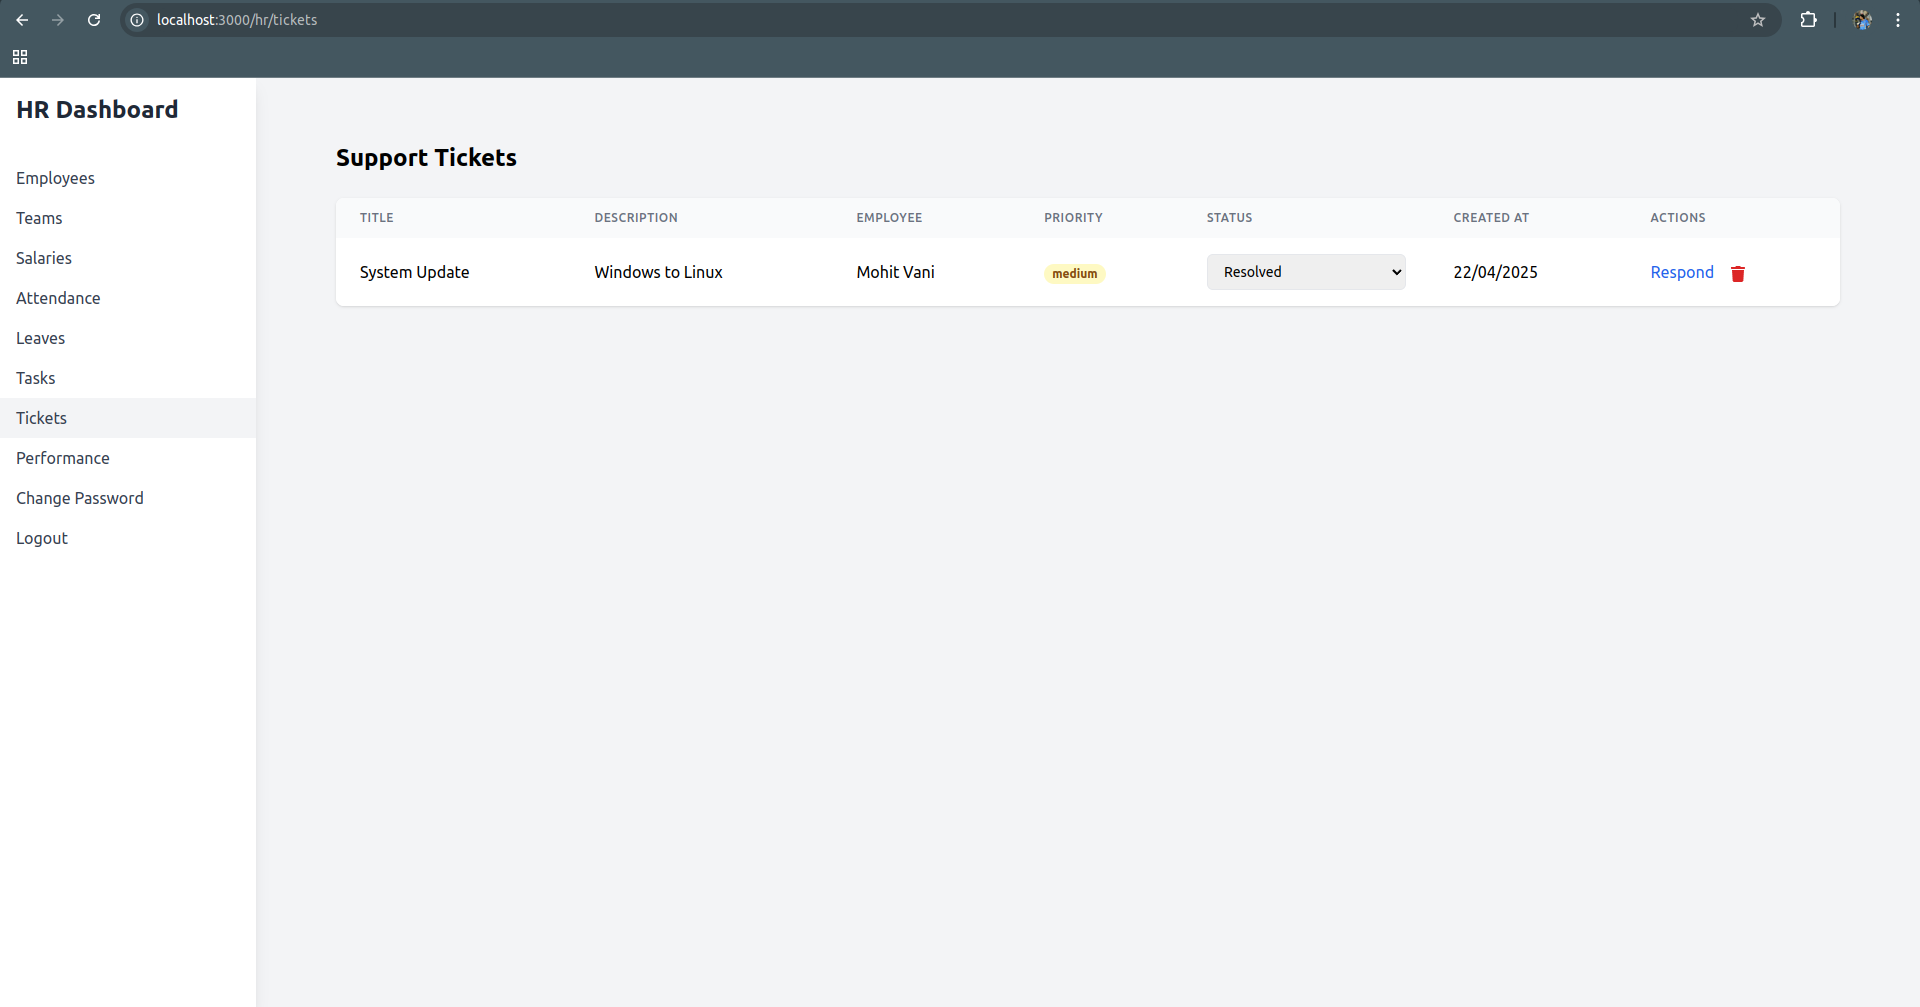 localhost:3000/hr/tickets
HR Dashboard
Employees
Teams
Salaries
Attendance
Leaves
Tasks
Tickets
Performance
Change Password
Logout
Support Tickets
TITLE DESCRIPTION EMPLOYEE PRIORITY STATUS CREATED AT ACTIONS
System Update Windows to Linux Mohit Vani medium Resolved 22/04/2025 Respond